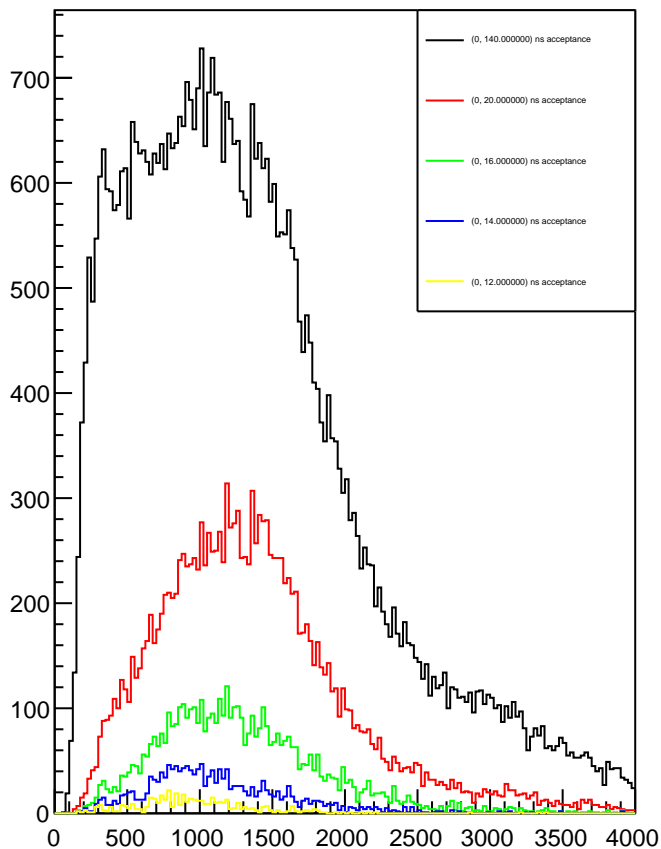 700
600
500
400
300
200
100
0
(0, 140.000000) ns acceptance
(0, 20.000000) ns acceptance
(0, 16.000000) ns acceptance
(0, 14.000000) ns acceptance
(0, 12.000000) ns acceptance
0 500 1000 1500 2000 2500 3000 3500 4000